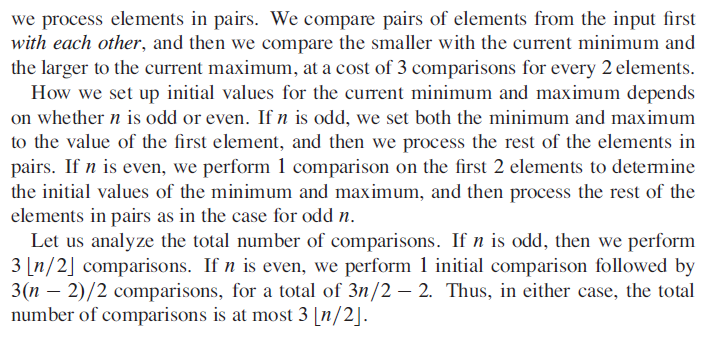 we process elements in pairs. We compare pairs of elements from the input first
with each other, and then we compare the smaller with the current minimum and
the larger to the current maximum, at a cost of 3 comparisons for every 2 elements.
How we set up initial values for the current minimum and maximum depends
on whether n is odd or even. If n is odd, we set both the minimum and maximum
to the value of the first element, and then we process the rest of the elements in
pairs. If n is even, we perform 1 comparison on the first 2 elements to determine
the initial values of the minimum and maximum, and then process the rest of the
elements in pairs as in the case for odd n.
Let us analyze the total number of comparisons. If n is odd, then we perform
3 ⌊n/2⌋ comparisons. If n is even, we perform 1 initial comparison followed by
3(n − 2)/2 comparisons, for a total of 3n/2 − 2. Thus, in either case, the total
number of comparisons is at most 3 ⌊n/2⌋.